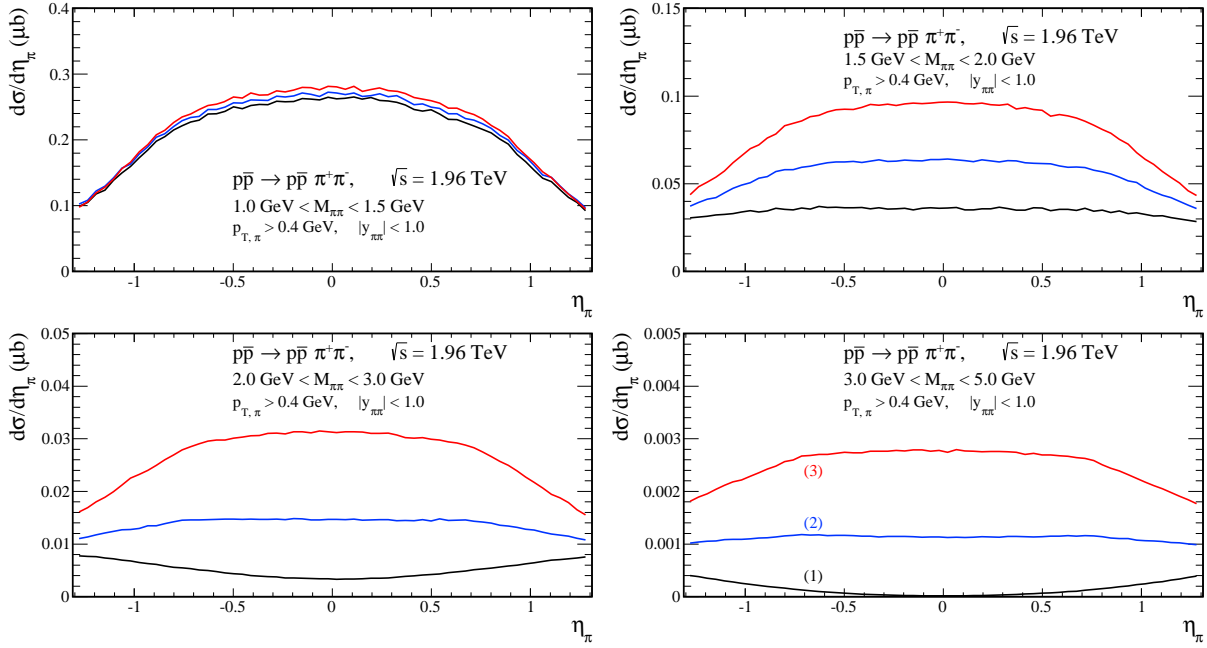 dσ/dη_π (μb)
0.4
0.3
0.2
0.1
0
pp̅ → pp̅ π⁺π⁻, √s = 1.96 TeV
1.0 GeV < M_ππ < 1.5 GeV
p_T, π > 0.4 GeV, |y_ππ| < 1.0
-1 -0.5 0 0.5 1
η_π
dσ/dη_π (μb)
0.15
0.1
0.05
0
pp̅ → pp̅ π⁺π⁻, √s = 1.96 TeV
1.5 GeV < M_ππ < 2.0 GeV
p_T, π > 0.4 GeV, |y_ππ| < 1.0
-1 -0.5 0 0.5 1
η_π
dσ/dη_π (μb)
0.05
0.04
0.03
0.02
0.01
0
pp̅ → pp̅ π⁺π⁻, √s = 1.96 TeV
2.0 GeV < M_ππ < 3.0 GeV
p_T, π > 0.4 GeV, |y_ππ| < 1.0
-1 -0.5 0 0.5 1
η_π
dσ/dη_π (μb)
0.005
0.004
0.003
0.002
0.001
0
pp̅ → pp̅ π⁺π⁻, √s = 1.96 TeV
3.0 GeV < M_ππ < 5.0 GeV
p_T, π > 0.4 GeV, |y_ππ| < 1.0
(3)
(2)
(1)
-1 -0.5 0 0.5 1
η_π